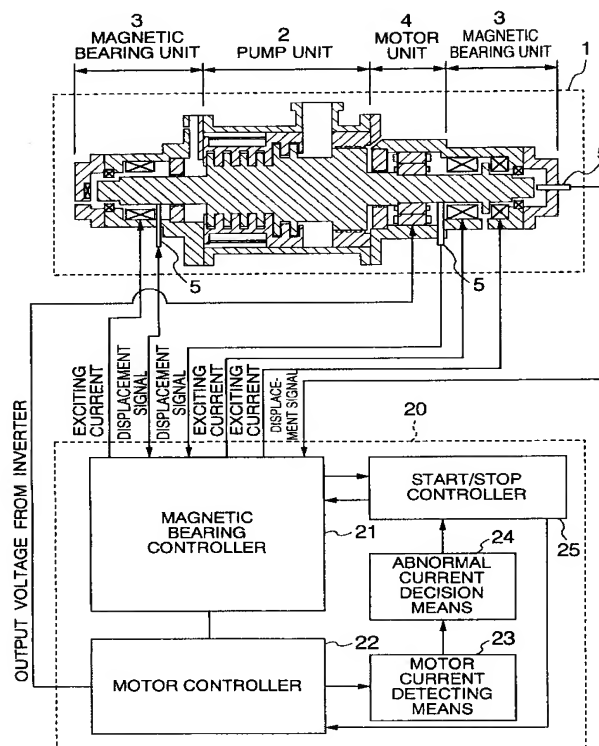 3
MAGNETIC
BEARING UNIT
2
PUMP UNIT
4
MOTOR
UNIT
3
MAGNETIC
BEARING UNIT
1
5
5
EXCITING
CURRENT
DISPLACEMENT
SIGNAL
DISPLACEMENT
SIGNAL
EXCITING
CURRENT
EXCITING
CURRENT
DISPLACE-
MENT SIGNAL
OUTPUT VOLTAGE FROM INVERTER
20
MAGNETIC
BEARING
CONTROLLER
21
START/STOP
CONTROLLER
25
24
ABNORMAL
CURRENT
DECISION
MEANS
22
MOTOR CONTROLLER
23
MOTOR
CURRENT
DETECTING
MEANS